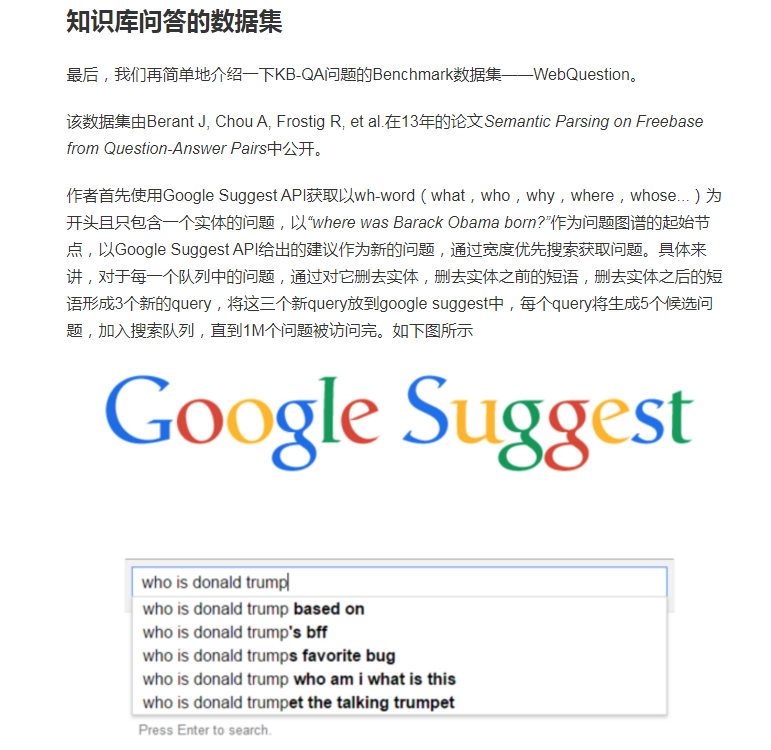 知识库问答的数据集
最后，我们再简单地介绍一下KB-QA问题的Benchmark数据集——WebQuestion。
该数据集由Berant J, Chou A, Frostig R, et al.在13年的论文Semantic Parsing on Freebase
from Question-Answer Pairs中公开。
作者首先使用Google Suggest API获取以wh-word（what，who，why，where，whose...）为
开头且只包含一个实体的问题，以“where was Barack Obama born?”作为问题图谱的起始节
点，以Google Suggest API给出的建议作为新的问题，通过宽度优先搜索获取问题。具体来
讲，对于每一个队列中的问题，通过对它删去实体，删去实体之前的短语，删去实体之后的短
语形成3个新的query，将这三个新query放到google suggest中，每个query将生成5个候选问
题，加入搜索队列，直到1M个问题被访问完。如下图所示
Google Suggest
who is donald trump
who is donald trump based on
who is donald trump's bff
who is donald trumps favorite bug
who is donald trump who am i what is this
who is donald trumpet the talking trumpet
Press Enter to search.